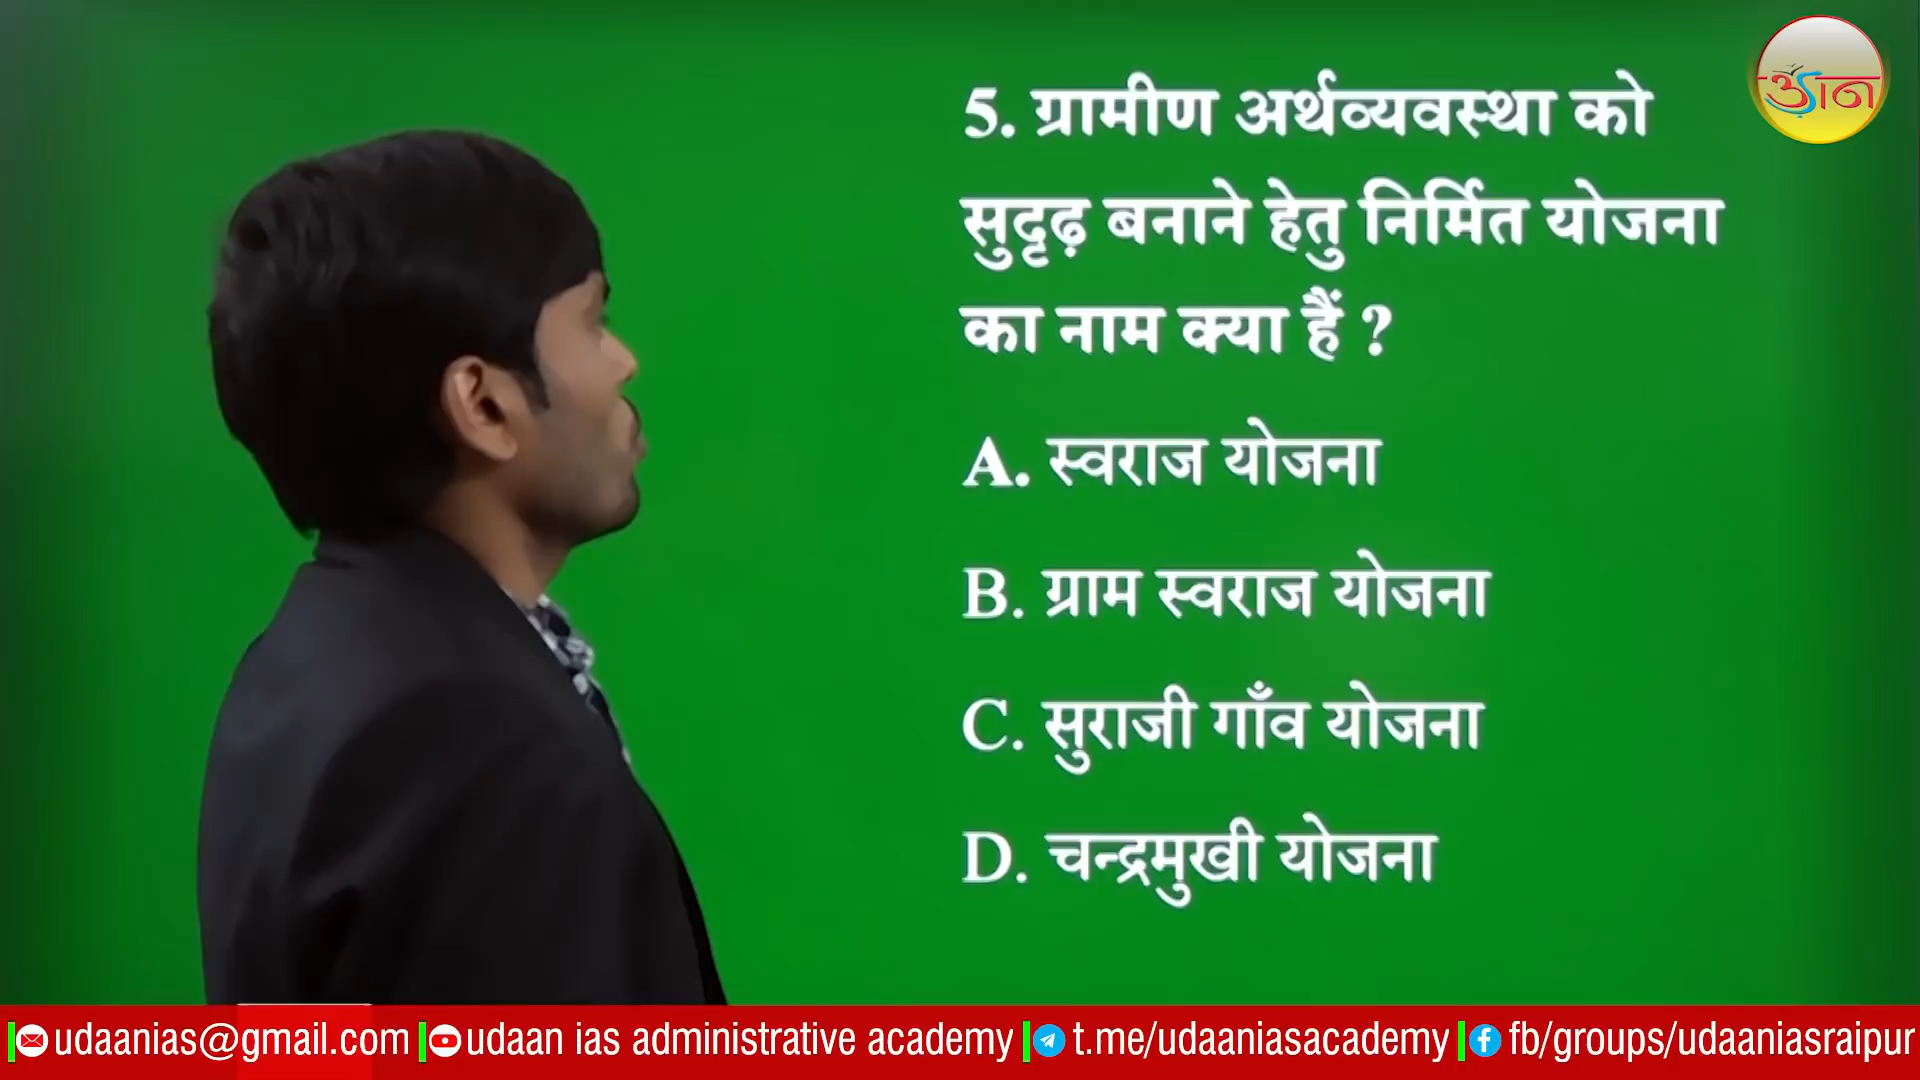 उड़ान
5. ग्रामीण अर्थव्यवस्था को
सुदृढ़ बनाने हेतु निर्मित योजना
का नाम क्या हैं ?
A. स्वराज योजना
B. ग्राम स्वराज योजना
C. सुराजी गाँव योजना
D. चन्द्रमुखी योजना
udaanias@gmail.com udaan ias administrative academy t.me/udaaniasacademy fb/groups/udaaniasraipur